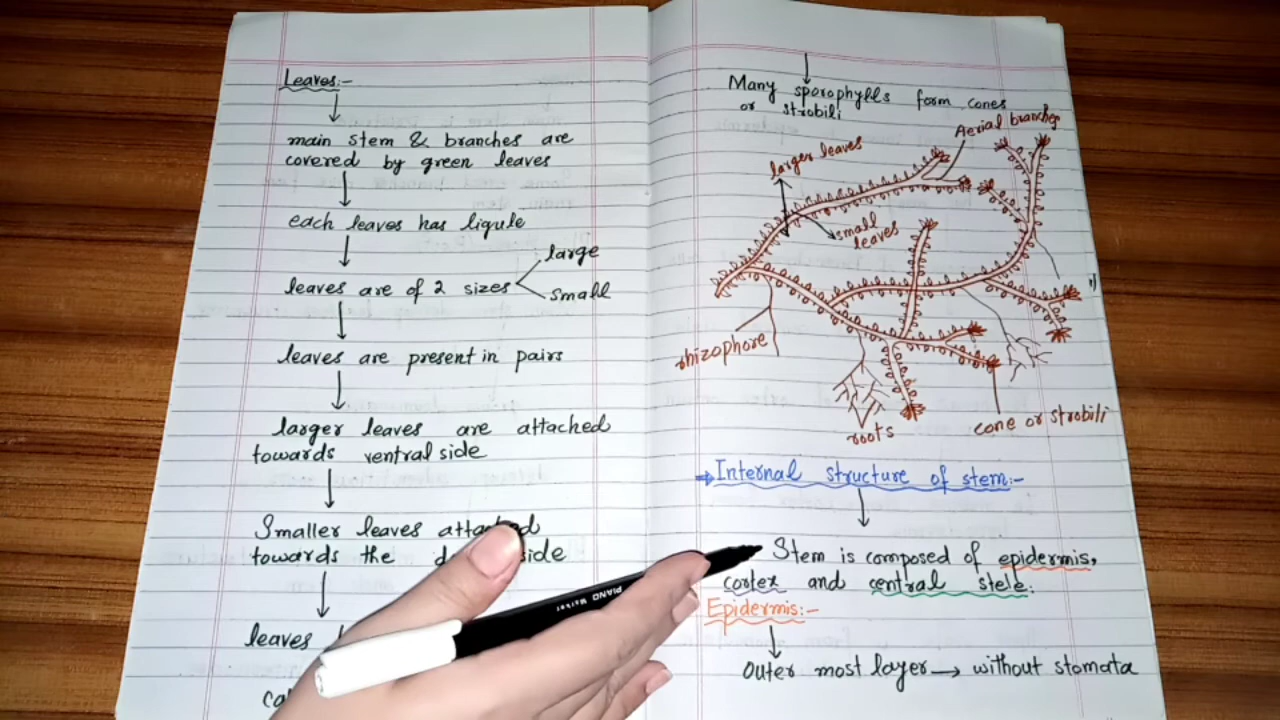 Leaves:-
main stem & branches are
covered by green leaves
each leaves has ligule
leaves are of 2 sizes
large
small
leaves are present in pairs
larger leaves are attached
towards ventral side
Smaller leaves attached
towards the side
leaves
Many sporophylls form cones
or strobili
Aerial branches
larger leaves
small
leaves
rhizophore
roots
cone or strobili
⇒Internal structure of stem:-
Stem is composed of epidermis,
cortex and central stele:
Epidermis:-
Outer most layer → without stomata
PIANO Marker